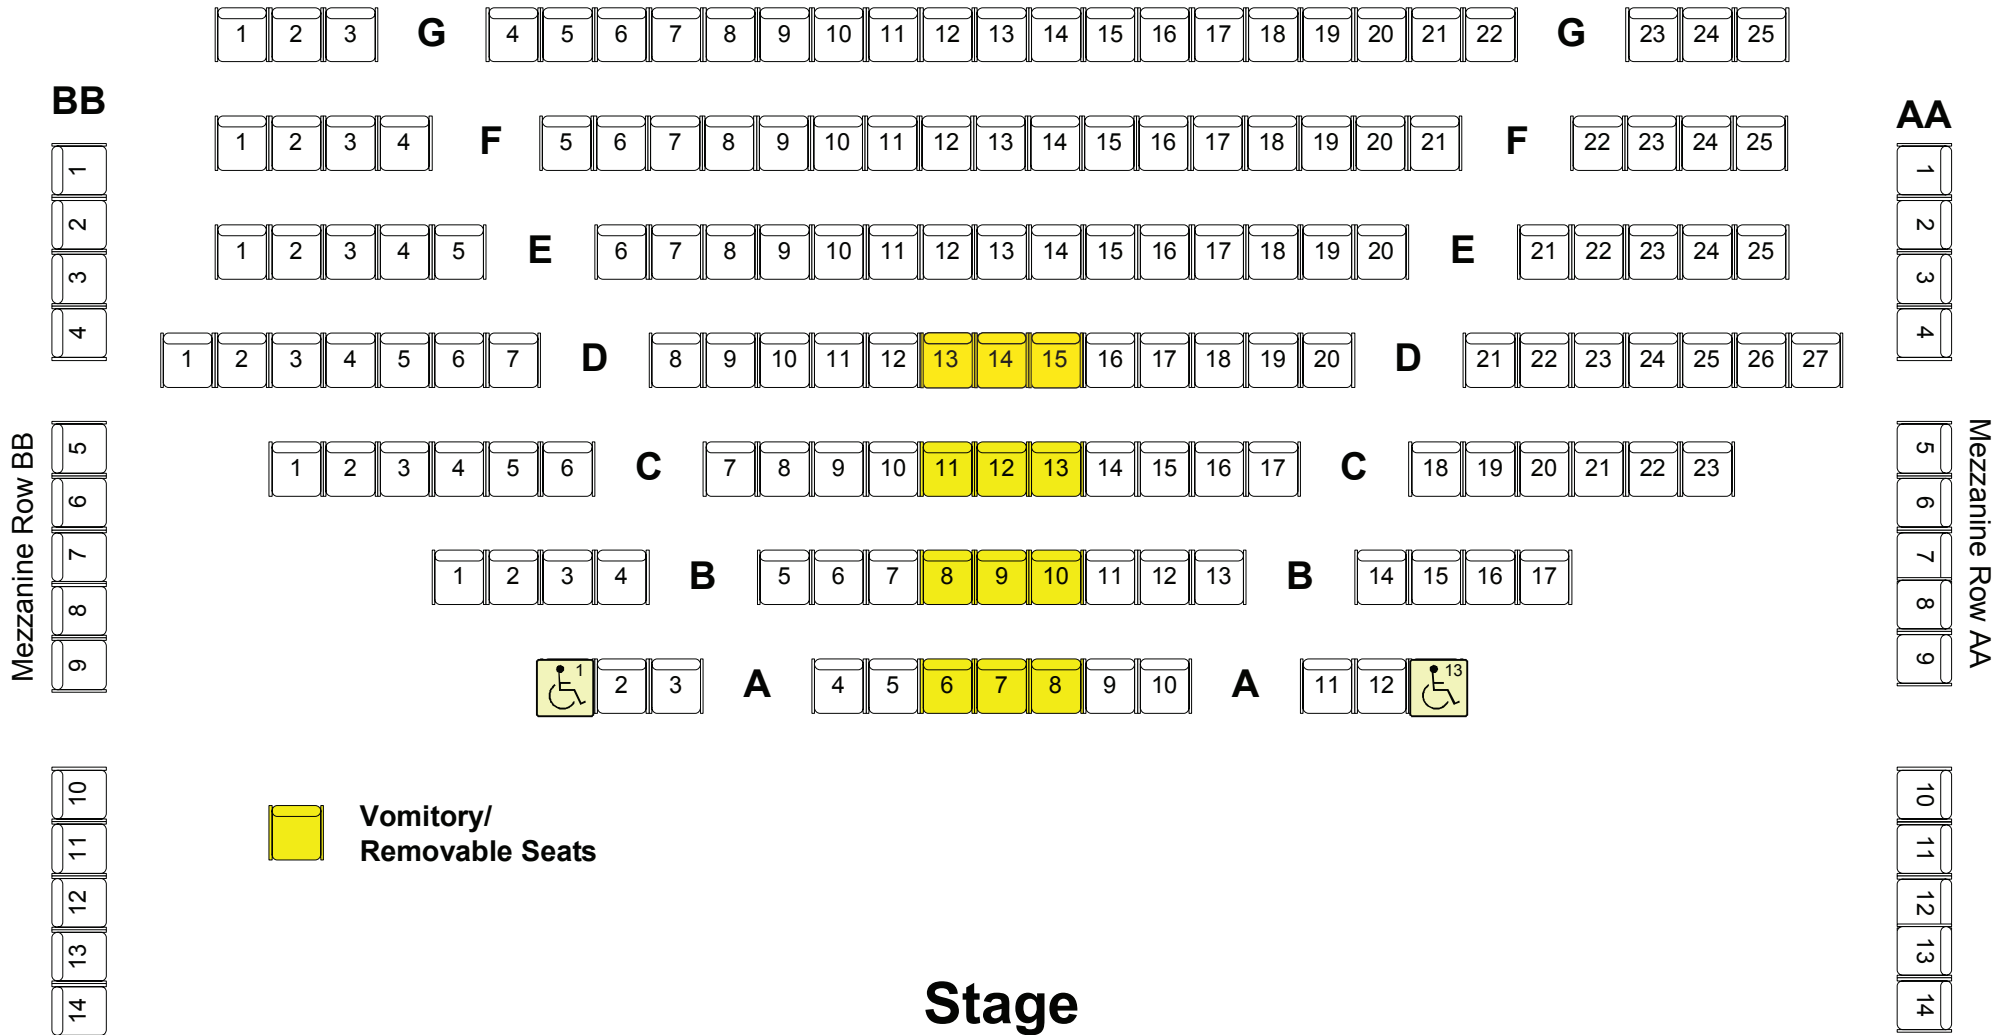 1 2 3 G 4 5 6 7 8 9 10 11 12 13 14 15 16 17 18 19 20 21 22 G 23 24 25
BB
AA
1 2 3 4 F 5 6 7 8 9 10 11 12 13 14 15 16 17 18 19 20 21 F 22 23 24 25
1 2 3 4 5 E 6 7 8 9 10 11 12 13 14 15 16 17 18 19 20 E 21 22 23 24 25
1 2 3 4 5 6 7 D 8 9 10 11 12 13 14 15 16 17 18 19 20 D 21 22 23 24 25 26 27
1 2 3 4 5 6 C 7 8 9 10 11 12 13 14 15 16 17 C 18 19 20 21 22 23
1 2 3 4 B 5 6 7 8 9 10 11 12 13 B 14 15 16 17
1 2 3 A 4 5 6 7 8 9 10 A 11 12 13
Mezzanine Row BB
1 2 3 4 5 6 7 8 9 10 11 12 13 14
Mezzanine Row AA
1 2 3 4 5 6 7 8 9 10 11 12 13 14
Vomitory/
Removable Seats
Stage